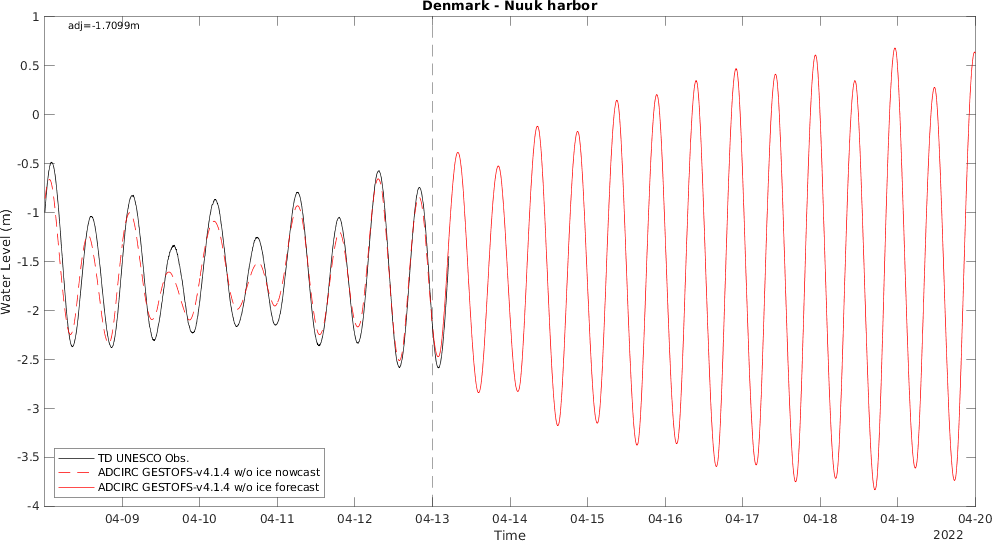 Denmark - Nuuk harbor
adj=-1.7099m
1
0.5
0
-0.5
-1
-1.5
-2
-2.5
-3
-3.5
-4
Water Level (m)
TD UNESCO Obs.
ADCIRC GESTOFS-v4.1.4 w/o ice nowcast
ADCIRC GESTOFS-v4.1.4 w/o ice forecast
04-09 04-10 04-11 04-12 04-13 04-14 04-15 04-16 04-17 04-18 04-19 04-20
Time
2022